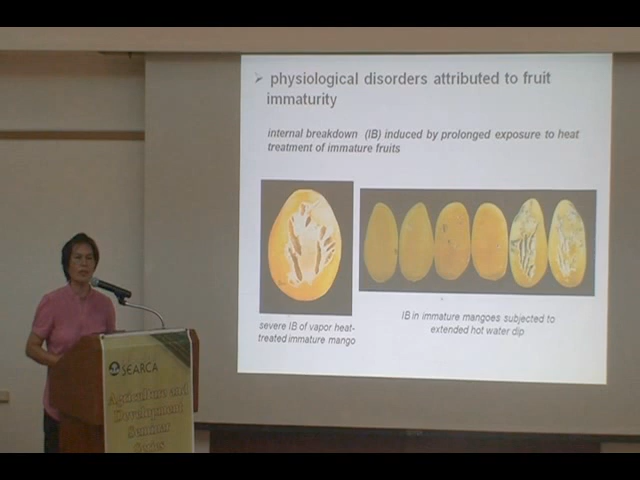 ➢ physiological disorders attributed to fruit
immaturity
internal breakdown (IB) induced by prolonged exposure to heat
treatment of immature fruits
severe IB of vapor heat-
treated immature mango
IB in immature mangoes subjected to
extended hot water dip
SEARCA
Agriculture and
Development
Seminar
Series